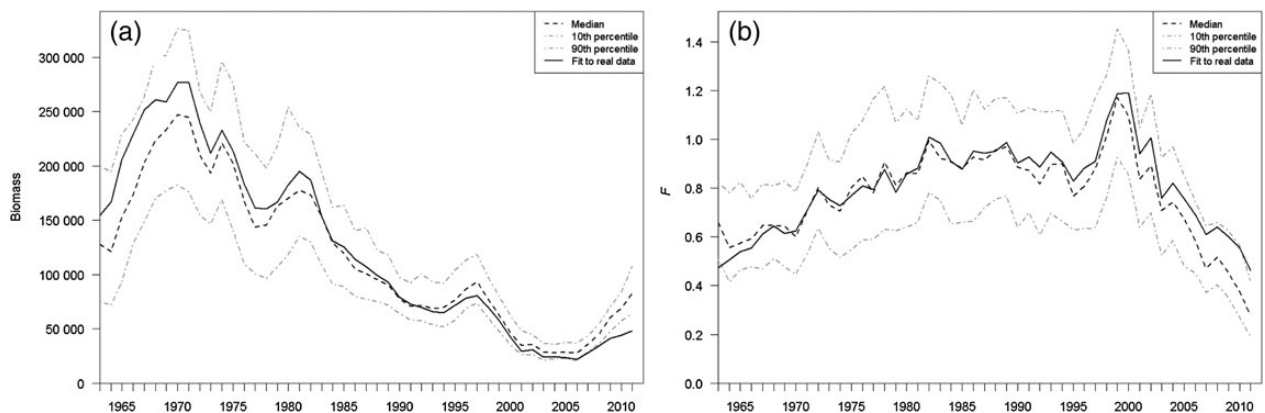 (a)
Median
10th percentile
90th percentile
Fit to real data
Biomass
300 000
250 000
200 000
150 000
100 000
50 000
0
1965 1970 1975 1980 1985 1990 1995 2000 2005 2010
(b)
Median
10th percentile
90th percentile
Fit to real data
F
1.4
1.2
1.0
0.8
0.6
0.4
0.2
0.0
1965 1970 1975 1980 1985 1990 1995 2000 2005 2010